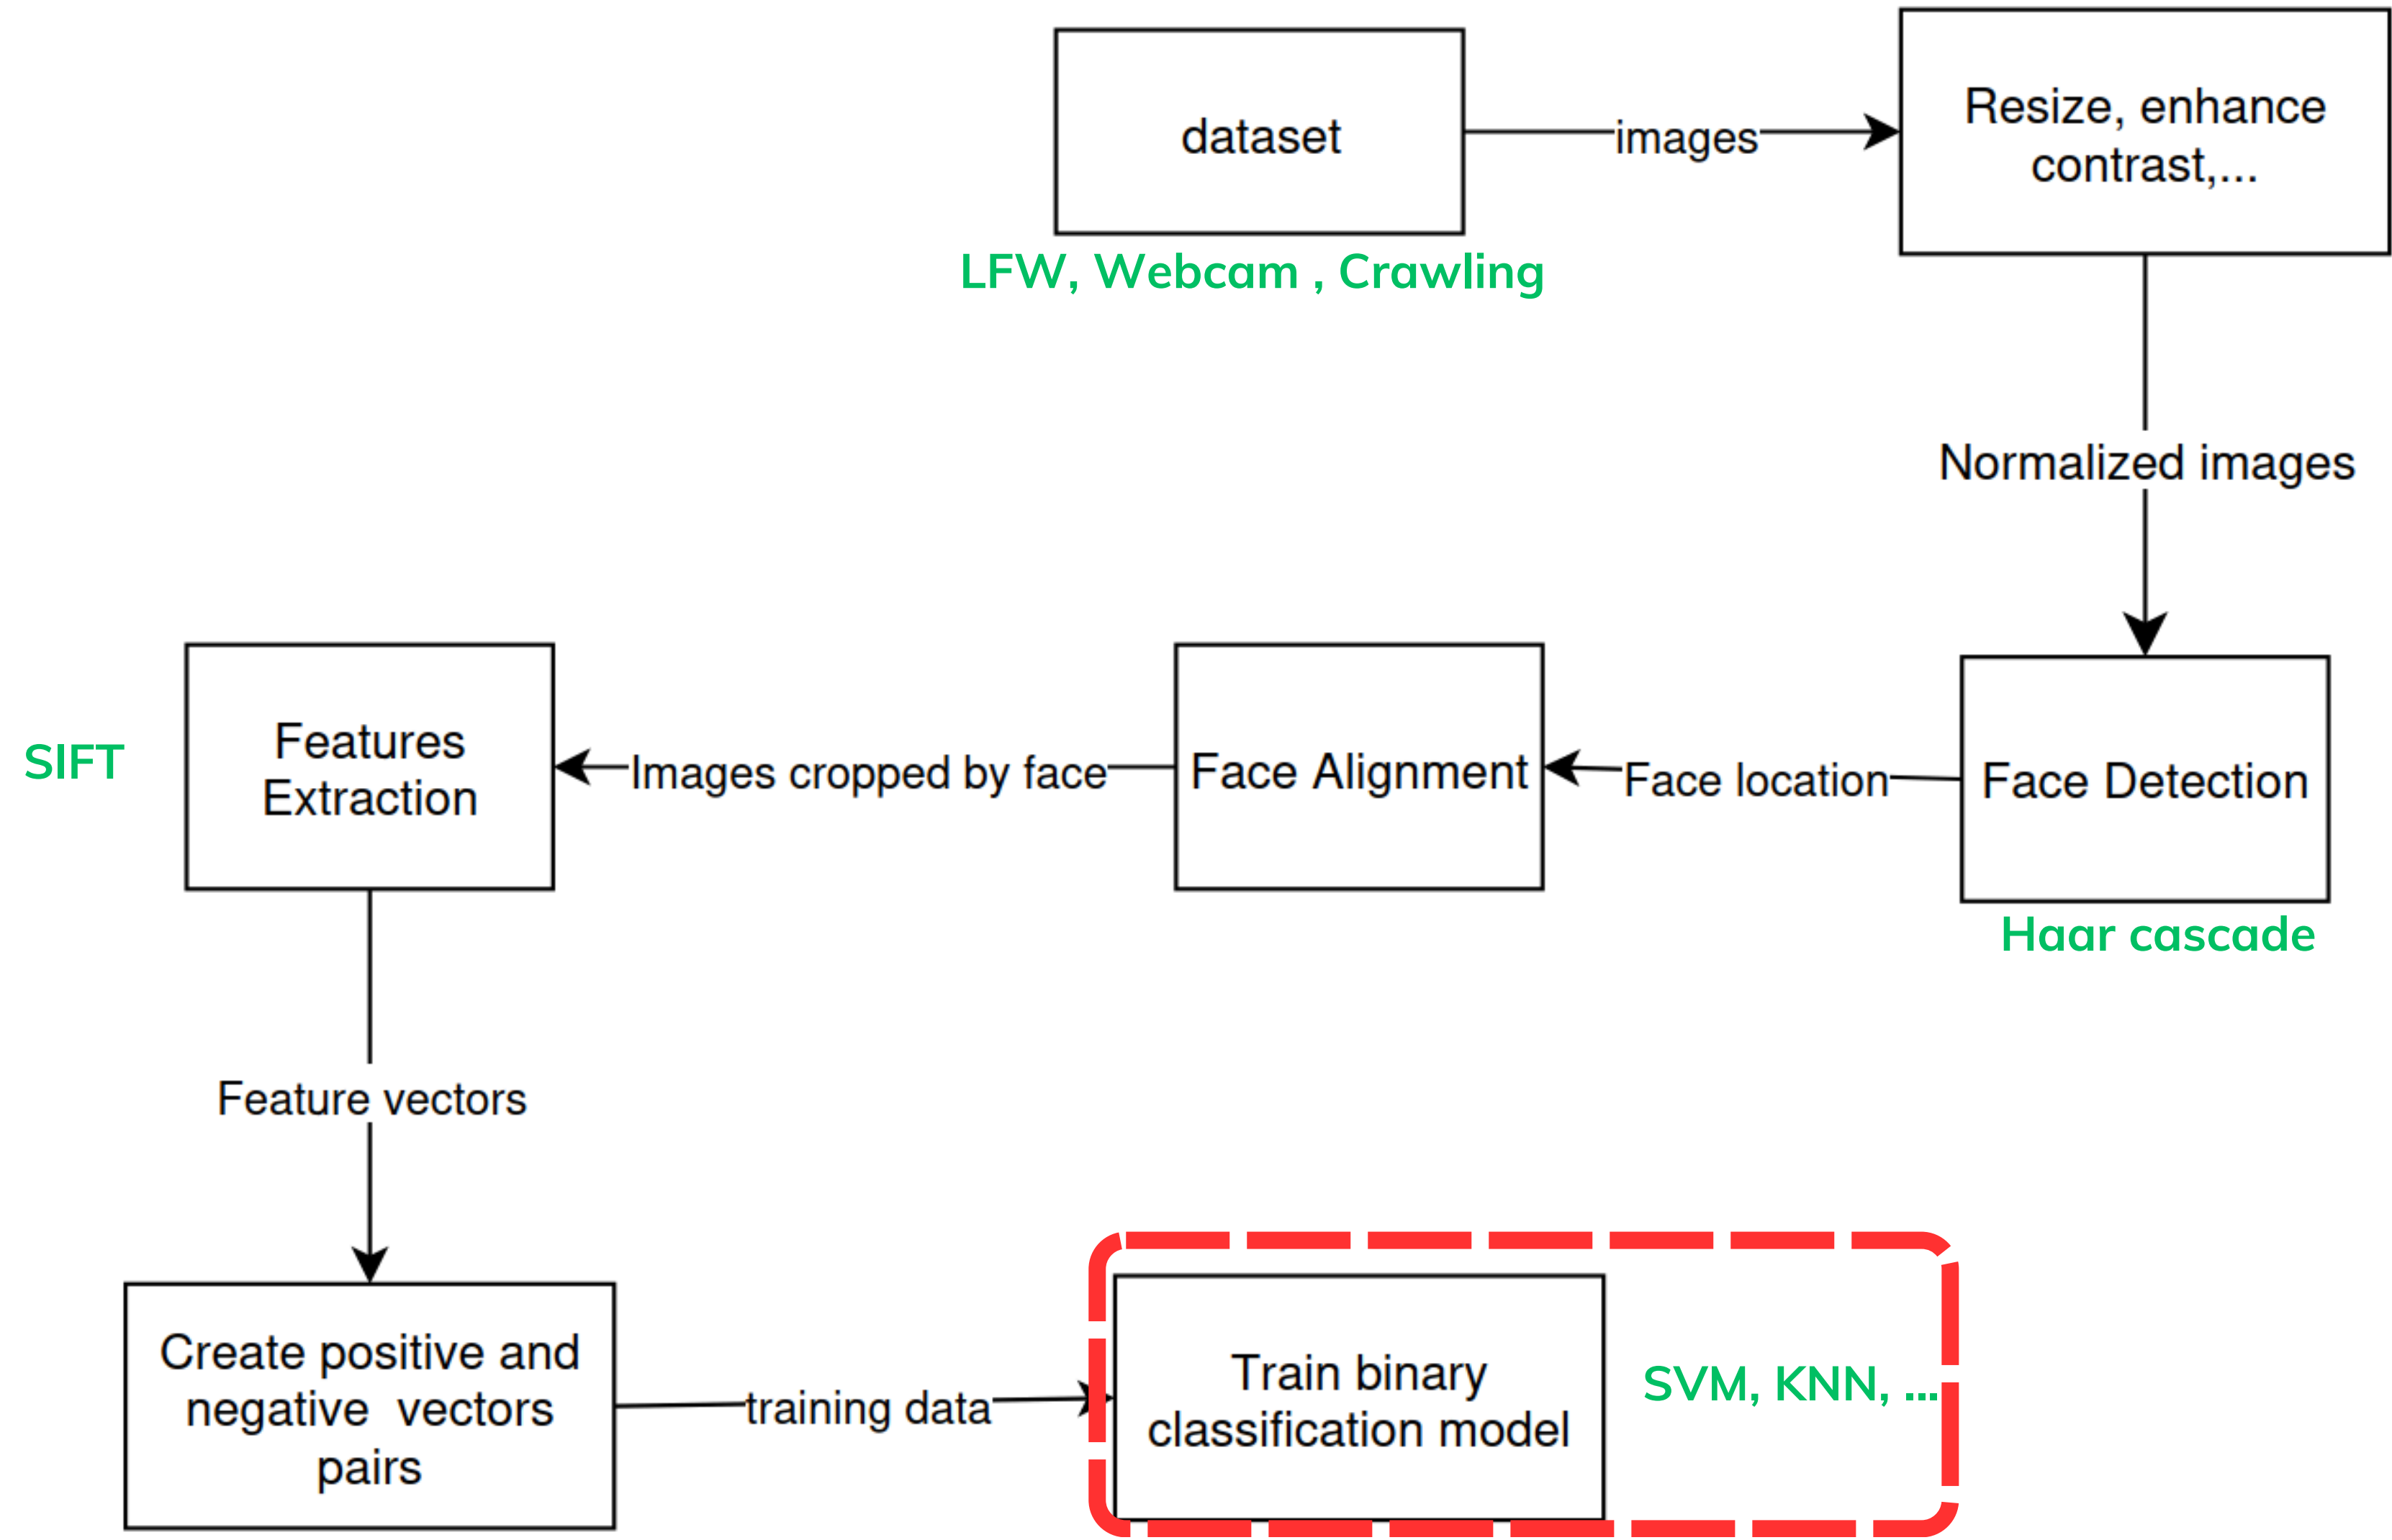 dataset
images
Resize, enhance
contrast,...
LFW, Webcam , Crawling
Normalized images
Face Detection
Haar cascade
Face location
Face Alignment
Images cropped by face
Features
Extraction
SIFT
Feature vectors
Create positive and
negative vectors
pairs
training data
Train binary
classification model
SVM, KNN, ...